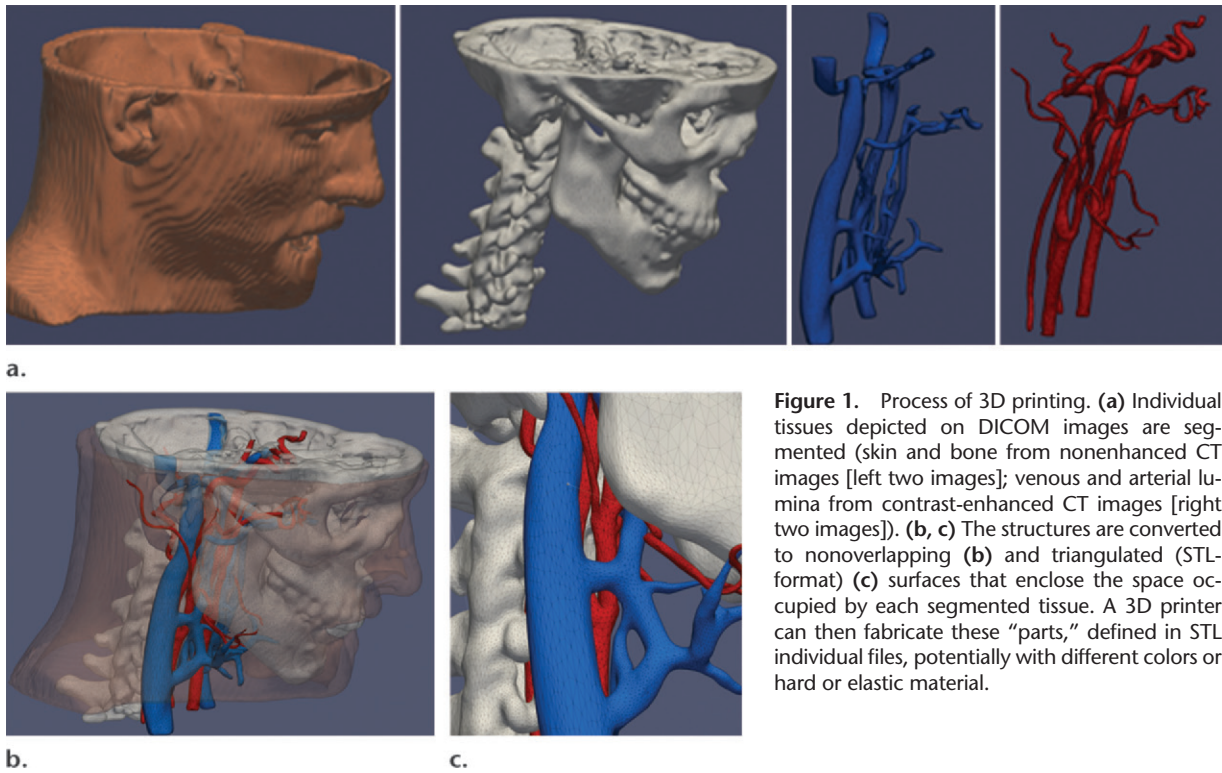 a.
Figure 1. Process of 3D printing. (a) Individual
tissues depicted on DICOM images are seg-
mented (skin and bone from nonenhanced CT
images [left two images]; venous and arterial lu-
mina from contrast-enhanced CT images [right
two images]). (b, c) The structures are converted
to nonoverlapping (b) and triangulated (STL-
format) (c) surfaces that enclose the space oc-
cupied by each segmented tissue. A 3D printer
can then fabricate these “parts,” defined in STL
individual files, potentially with different colors or
hard or elastic material.
b.
c.